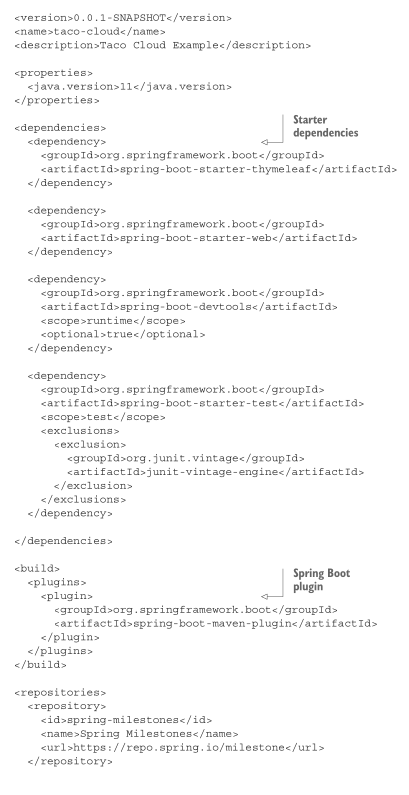 <version>0.0.1-SNAPSHOT</version>
<name>taco-cloud</name>
<description>Taco Cloud Example</description>

<properties>
  <java.version>11</java.version>
</properties>

<dependencies>
Starter
dependencies
  <dependency>
    <groupId>org.springframework.boot</groupId>
    <artifactId>spring-boot-starter-thymeleaf</artifactId>
  </dependency>

  <dependency>
    <groupId>org.springframework.boot</groupId>
    <artifactId>spring-boot-starter-web</artifactId>
  </dependency>

  <dependency>
    <groupId>org.springframework.boot</groupId>
    <artifactId>spring-boot-devtools</artifactId>
    <scope>runtime</scope>
    <optional>true</optional>
  </dependency>

  <dependency>
    <groupId>org.springframework.boot</groupId>
    <artifactId>spring-boot-starter-test</artifactId>
    <scope>test</scope>
    <exclusions>
      <exclusion>
        <groupId>org.junit.vintage</groupId>
        <artifactId>junit-vintage-engine</artifactId>
      </exclusion>
    </exclusions>
  </dependency>

</dependencies>

<build>
  <plugins>
Spring Boot
plugin
    <plugin>
      <groupId>org.springframework.boot</groupId>
      <artifactId>spring-boot-maven-plugin</artifactId>
    </plugin>
  </plugins>
</build>

<repositories>
  <repository>
    <id>spring-milestones</id>
    <name>Spring Milestones</name>
    <url>https://repo.spring.io/milestone</url>
  </repository>